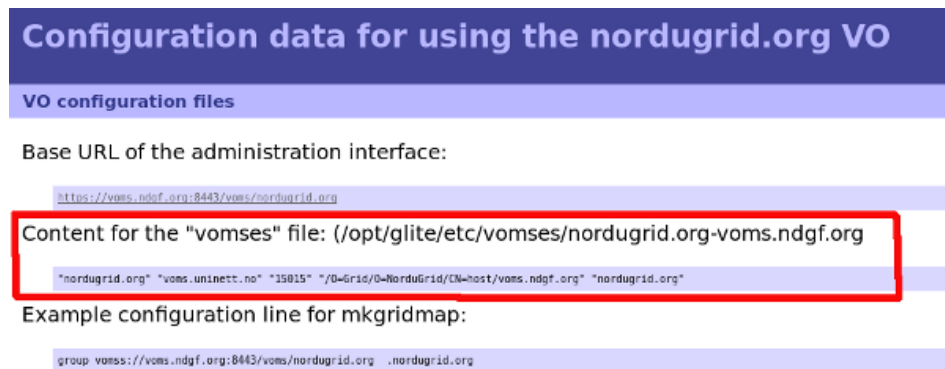 Configuration data for using the nordugrid.org VO
VO configuration files
Base URL of the administration interface:
https://voms.ndgf.org:8443/voms/nordugrid.org
Content for the "vomses" file: (/opt/glite/etc/vomses/nordugrid.org-voms.ndgf.org
"nordugrid.org" "voms.uninett.no" "15015" "/O=Grid/O=NorduGrid/CN=host/voms.ndgf.org" "nordugrid.org"
Example configuration line for mkgridmap:
group vomss://voms.ndgf.org:8443/voms/nordugrid.org .nordugrid.org